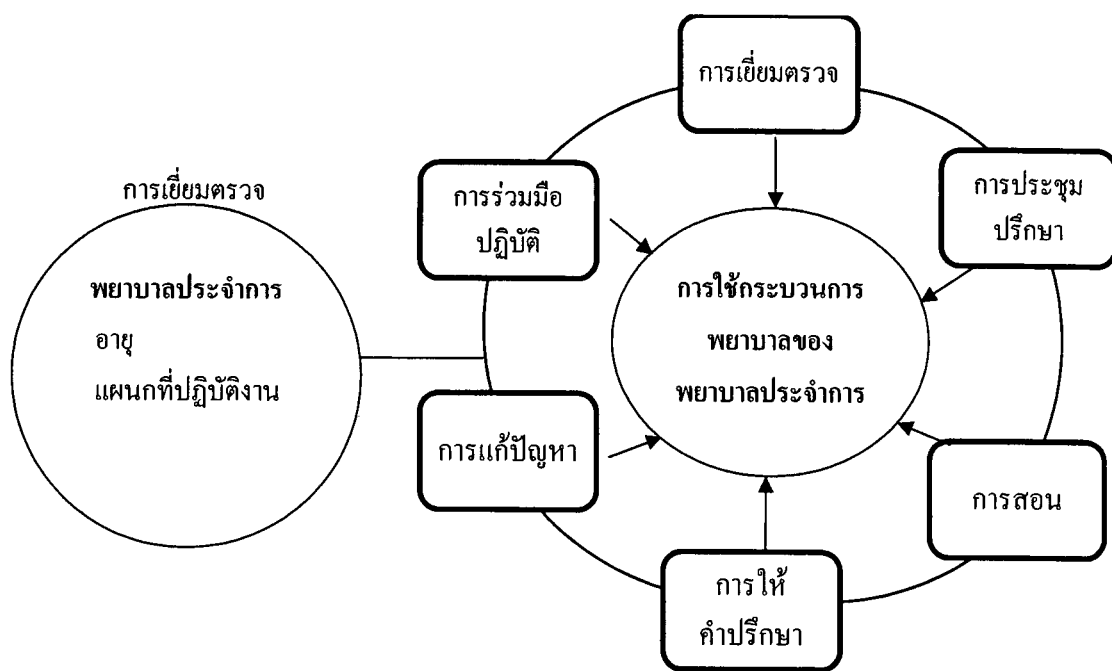 การเยี่ยมตรวจ
พยาบาลประจำการ
อายุ
แผนกที่ปฏิบัติงาน
การเยี่ยมตรวจ
การร่วมมือ
ปฏิบัติ
การประชุม
ปรึกษา
การใช้กระบวนการ
พยาบาลของ
พยาบาลประจำการ
การแก้ปัญหา
การสอน
การให้
คำปรึกษา